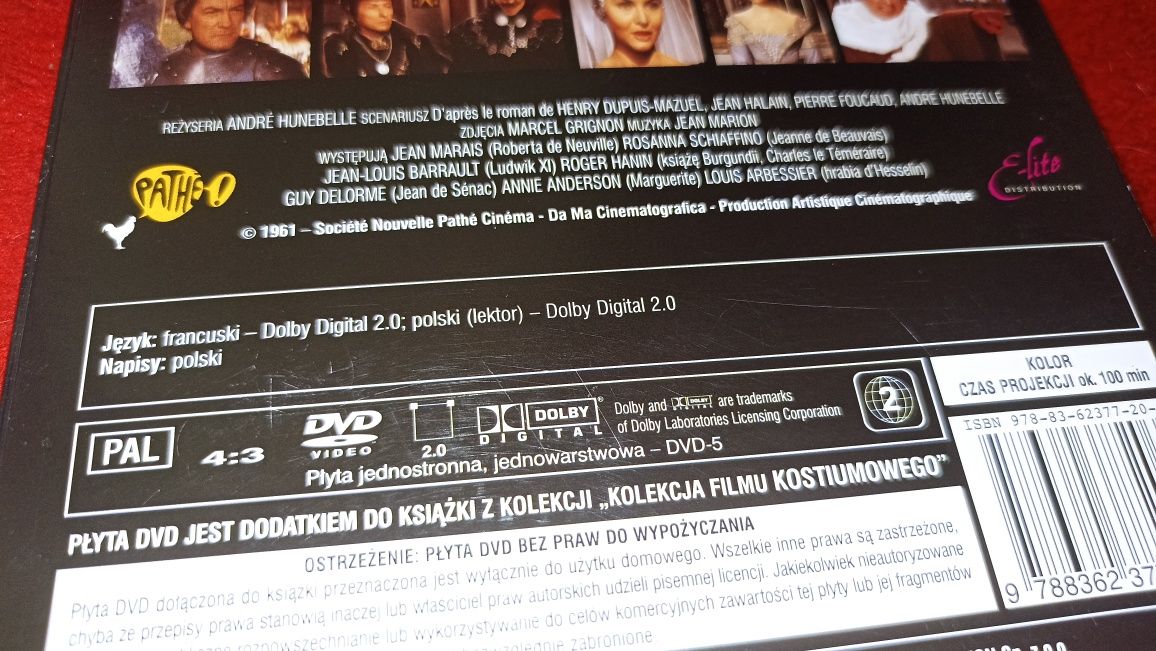 REŻYSERIA ANDRÉ HUNEBELLE SCENARIUSZ D'après le roman de HENRY DUPUIS-MAZUEL, JEAN HALAIN, PIERRE FOUCAUD, ANDRÉ HUNEBELLE
ZDJĘCIA MARCEL GRIGNON MUZYKA JEAN MARION
WYSTĘPUJĄ JEAN MARAIS (Roberta de Neuville) ROSANNA SCHIAFFINO (Jeanne de Beauvais)
JEAN-LOUIS BARRAULT (Ludwik XI) ROGER HANIN (książę Burgundii, Charles le Téméraire)
GUY DELORME (Jean de Sénac) ANNIE ANDERSON (Marguerite) LOUIS ARBESSIER (hrabia d'Hesselin)
© 1961 – Société Nouvelle Pathé Cinéma - Da Ma Cinematografica - Production Artistique Cinématographique
PATHÉ
E-lite
DISTRIBUTION
Język: francuski – Dolby Digital 2.0; polski (lektor) – Dolby Digital 2.0
Napisy: polski
PAL
4:3
DVD
VIDEO
2.0
DOLBY
DIGITAL
Dolby and DOLBY DIGITAL are trademarks
of Dolby Laboratories Licensing Corporation
2
Płyta jednostronna, jednowarstwowa – DVD-5
KOLOR
CZAS PROJEKCJI ok. 100 min
ISBN 978-83-62377-20-
9 788362 37
PŁYTA DVD JEST DODATKIEM DO KSIĄŻKI Z KOLEKCJI „KOLEKCJA FILMU KOSTIUMOWEGO”
OSTRZEŻENIE: PŁYTA DVD BEZ PRAW DO WYPOŻYCZANIA
Płyta DVD dołączona do książki przeznaczona jest wyłącznie do użytku domowego. Wszelkie inne prawa są zastrzeżone,
chyba że przepisy prawa stanowią inaczej lub właściciel praw autorskich udzieli pisemnej licencji. Jakiekolwiek nieautoryzowane
rozpowszechnianie lub wykorzystywanie do celów komercyjnych zawartości tej płyty lub jej fragmentów
względnie zabronione.